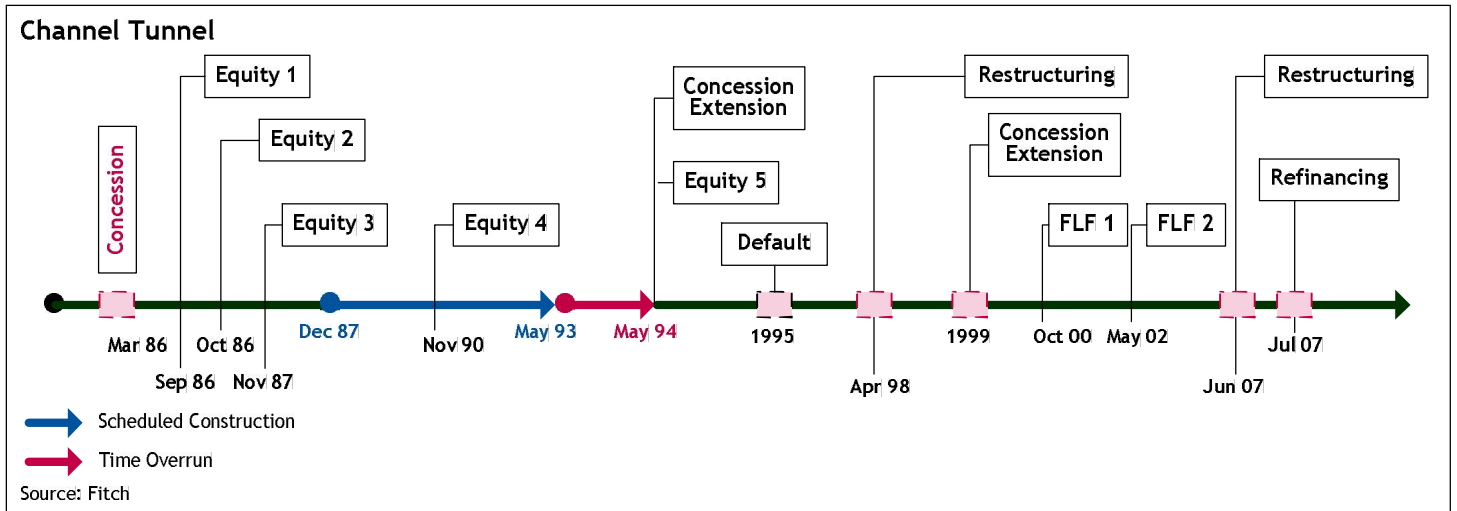 Channel Tunnel
Equity 1
Concession
Extension
Restructuring
Restructuring
Equity 2
Concession
Concession
Extension
Equity 5
Refinancing
Equity 3
Equity 4
Default
FLF 1
FLF 2
Mar 86
Oct 86
Dec 87
Nov 90
May 93
May 94
1995
1999
Oct 00
May 02
Jul 07
Sep 86
Nov 87
Apr 98
Jun 07
Scheduled Construction
Time Overrun
Source: Fitch